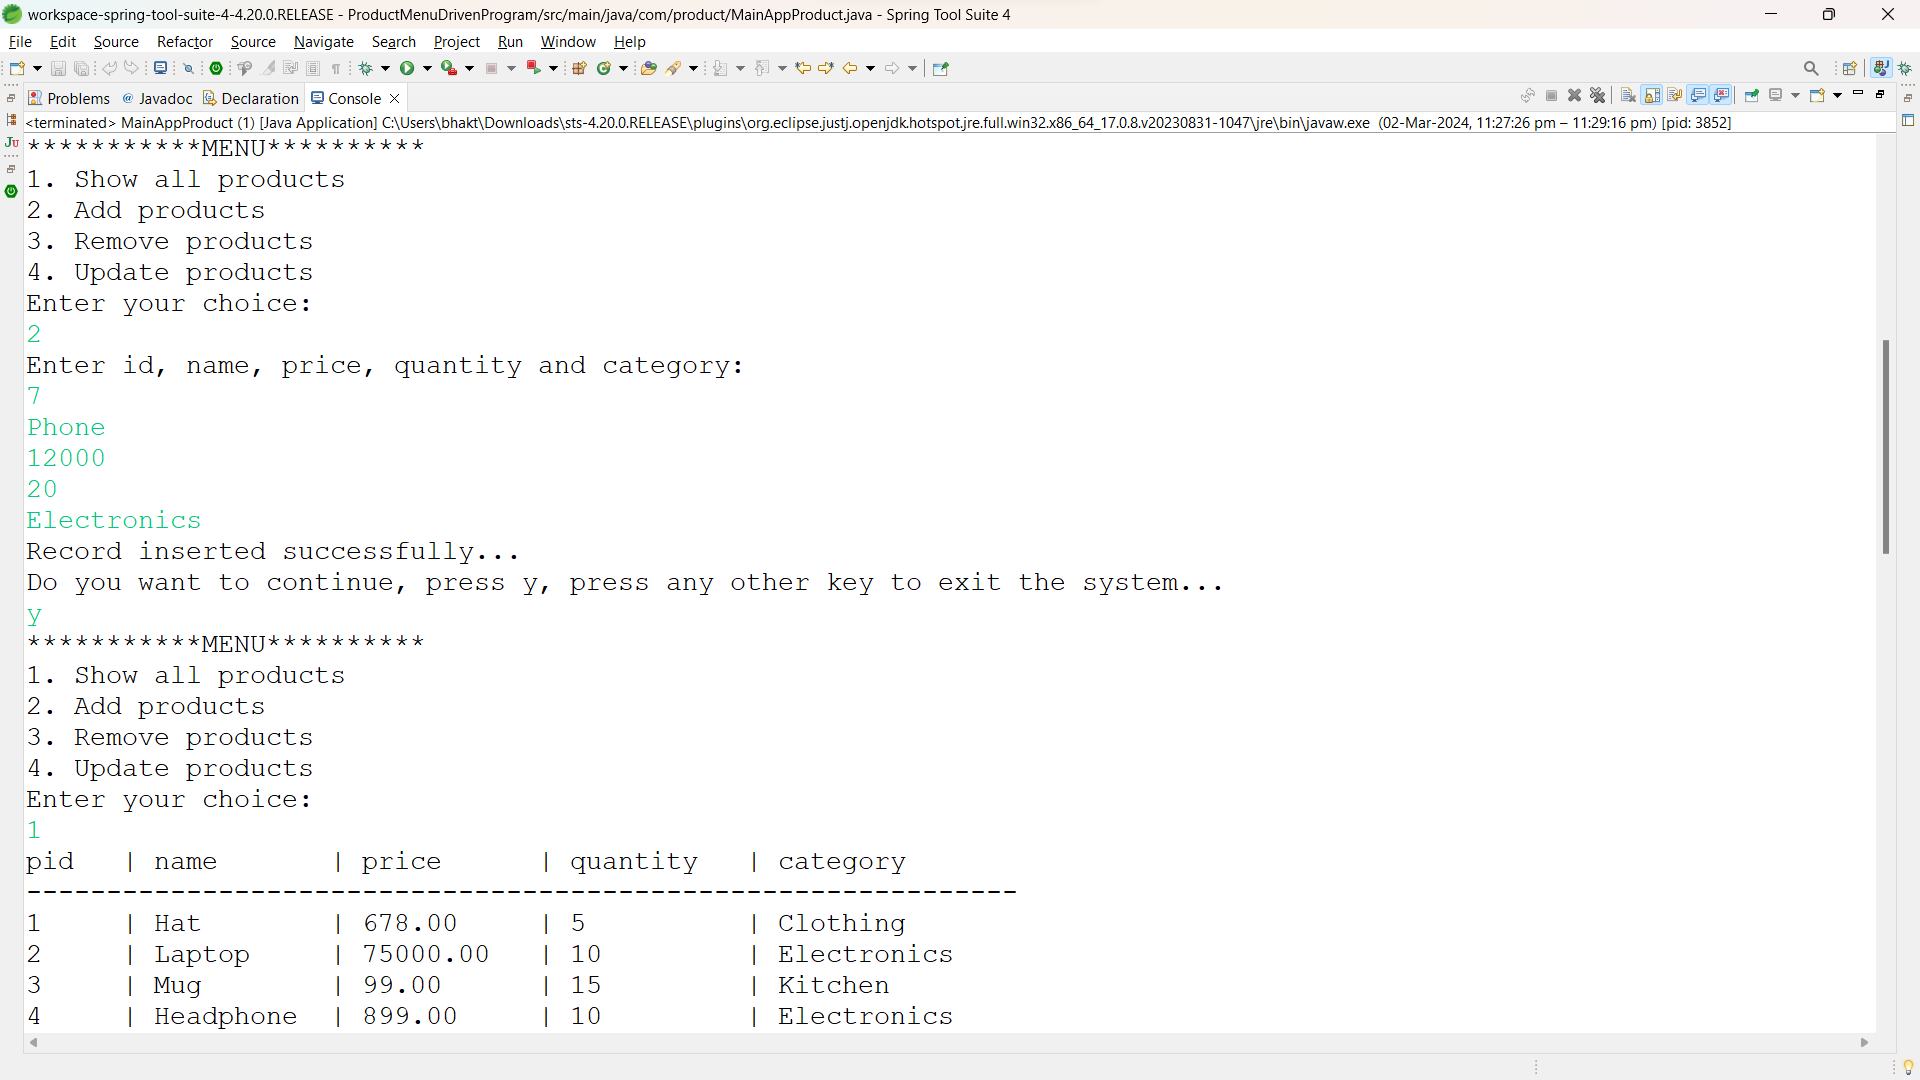 workspace-spring-tool-suite-4-4.20.0.RELEASE - ProductMenuDrivenProgram/src/main/java/com/product/MainAppProduct.java - Spring Tool Suite 4
File Edit Source Refactor Source Navigate Search Project Run Window Help
Problems @ Javadoc Declaration Console
<terminated> MainAppProduct (1) [Java Application] C:\Users\bhakt\Downloads\sts-4.20.0.RELEASE\plugins\org.eclipse.justj.openjdk.hotspot.jre.full.win32.x86_64_17.0.8.v20230831-1047\jre\bin\javaw.exe (02-Mar-2024, 11:27:26 pm – 11:29:16 pm) [pid: 3852]
***********MENU**********
1. Show all products
2. Add products
3. Remove products
4. Update products
Enter your choice:
2
Enter id, name, price, quantity and category:
7
Phone
12000
20
Electronics
Record inserted successfully...
Do you want to continue, press y, press any other key to exit the system...
y
***********MENU**********
1. Show all products
2. Add products
3. Remove products
4. Update products
Enter your choice:
1
pid | name | price | quantity | category
--------------------------------------------------------------
1 | Hat | 678.00 | 5 | Clothing
2 | Laptop | 75000.00 | 10 | Electronics
3 | Mug | 99.00 | 15 | Kitchen
4 | Headphone | 899.00 | 10 | Electronics